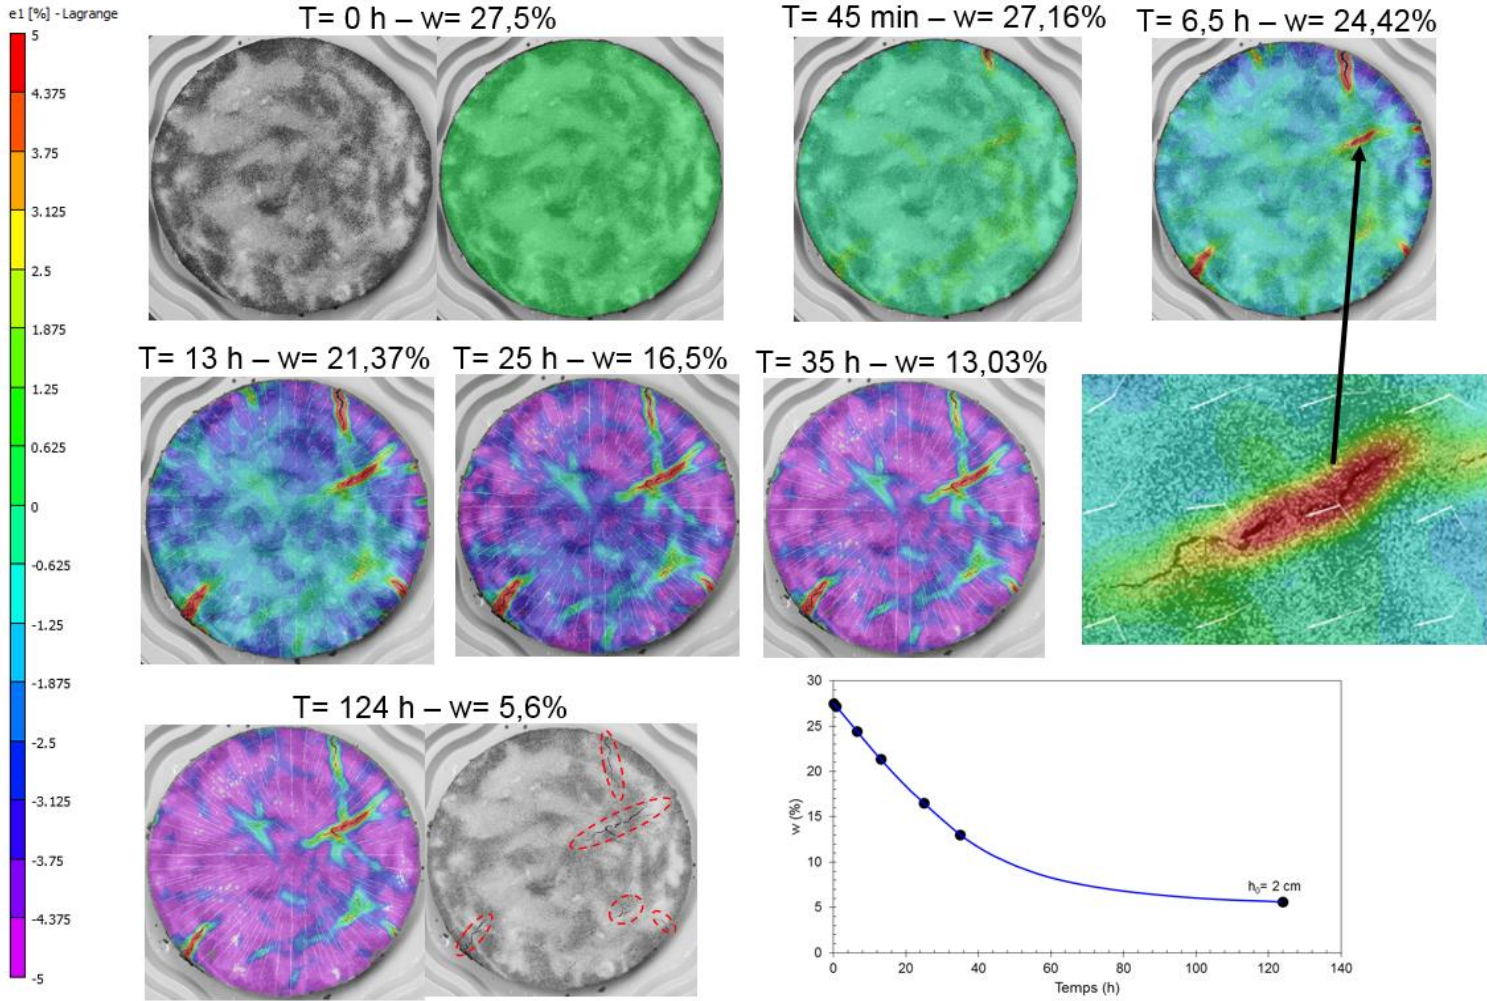 e1 [%] - Lagrange
5
4.375
3.75
3.125
2.5
1.875
1.25
0.625
0
-0.625
-1.25
-1.875
-2.5
-3.125
-3.75
-4.375
-5
T= 0 h – w= 27,5%
T= 45 min – w= 27,16%
T= 6,5 h – w= 24,42%
T= 13 h – w= 21,37%
T= 25 h – w= 16,5%
T= 35 h – w= 13,03%
T= 124 h – w= 5,6%
30
25
20
15
10
5
0
w (%)
h₀= 2 cm
0 20 40 60 80 100 120 140
Temps (h)